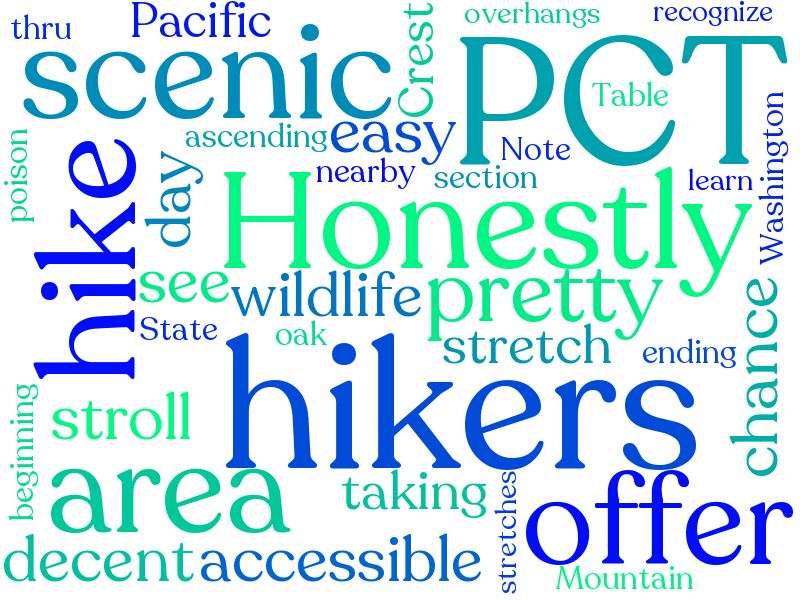 thru
Pacific
Crest
overhangs
recognize
scenic
PCT
Table
poison
ascending
easy
Note
Washington
hike
day
nearby
section
learn
Honestly
see
wildlife
pretty
State
oak
stretch
ending
chance
hikers
stroll
beginning
area
taking
stretches
offer
decent
accessible
Mountain